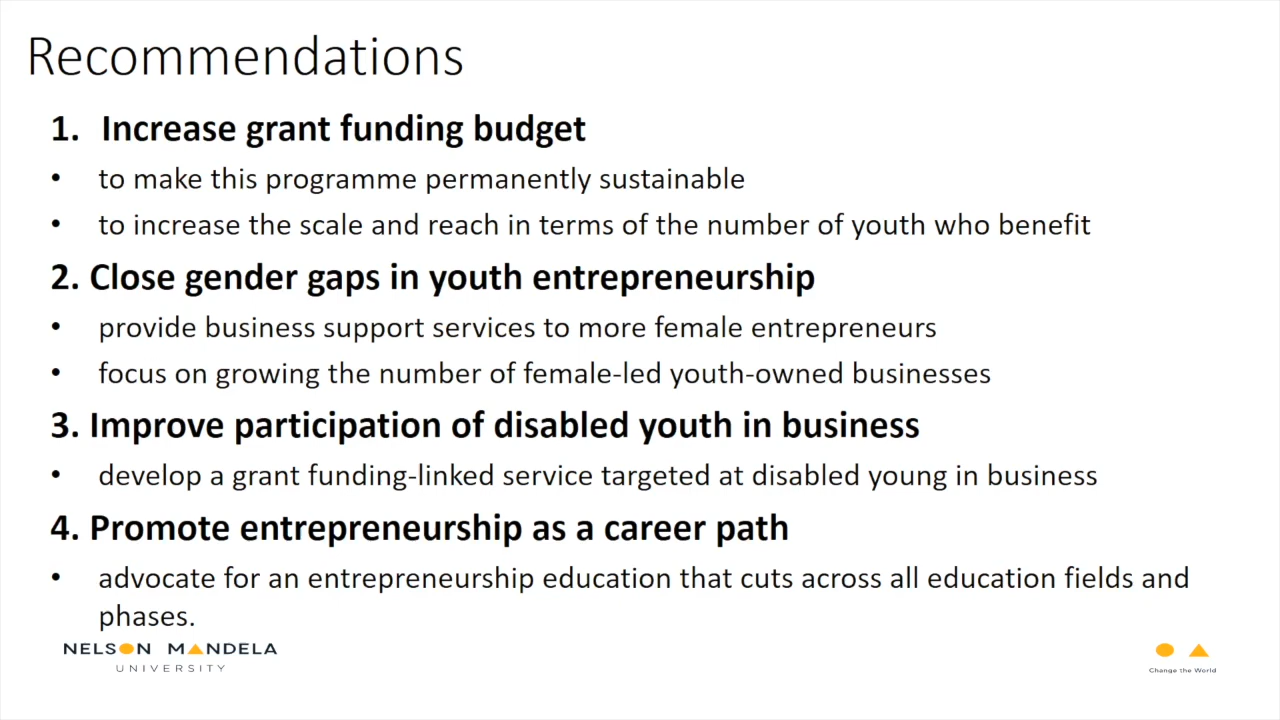 Recommendations
1. Increase grant funding budget
• to make this programme permanently sustainable
• to increase the scale and reach in terms of the number of youth who benefit
2. Close gender gaps in youth entrepreneurship
• provide business support services to more female entrepreneurs
• focus on growing the number of female-led youth-owned businesses
3. Improve participation of disabled youth in business
• develop a grant funding-linked service targeted at disabled young in business
4. Promote entrepreneurship as a career path
• advocate for an entrepreneurship education that cuts across all education fields and
phases.
NELSON MANDELA
UNIVERSITY
Change the World